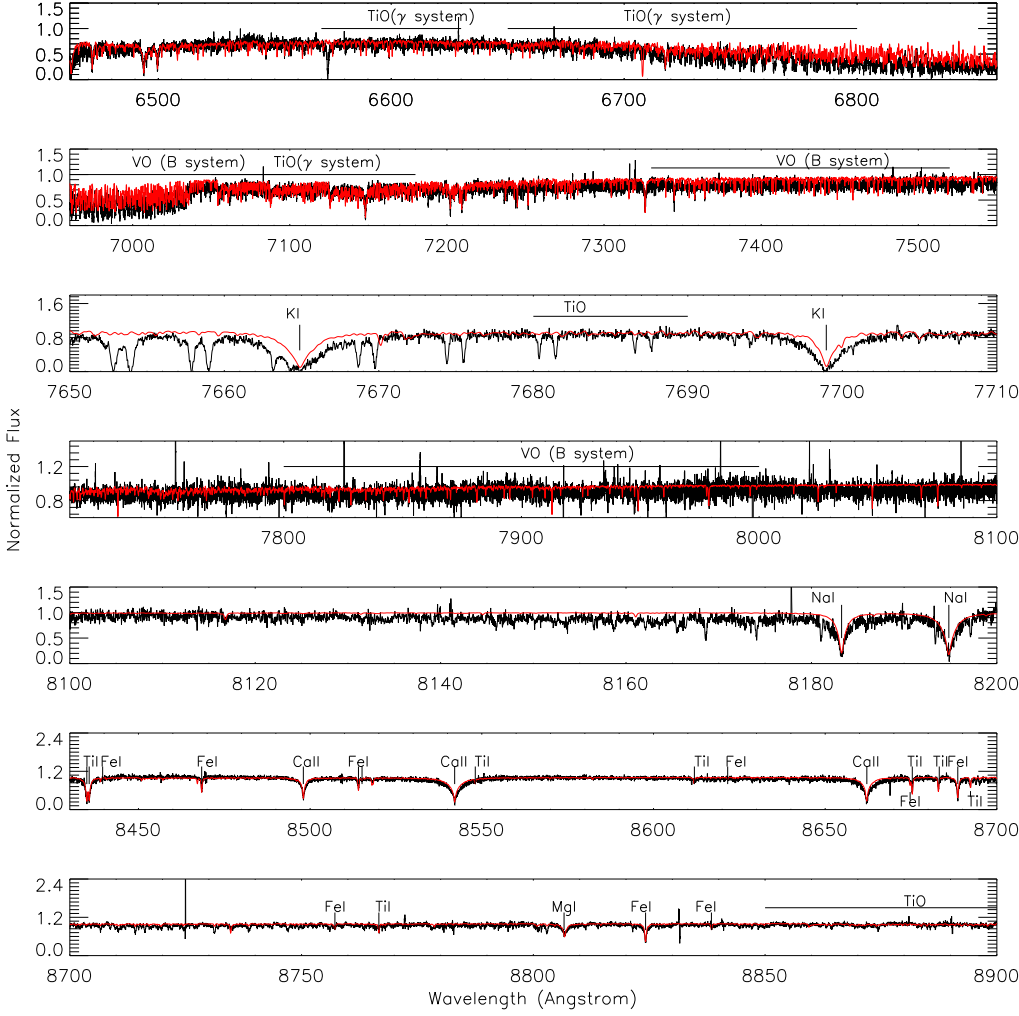 TiO(γ system) TiO(γ system)
1.5
1.0
0.5
0.0
6500 6600 6700 6800
VO (B system) TiO(γ system) VO (B system)
1.5
1.0
0.5
0.0
7000 7100 7200 7300 7400 7500
KI TiO KI
1.6
0.8
0.0
7650 7660 7670 7680 7690 7700 7710
VO (B system)
1.2
0.8
7800 7900 8000 8100
NaI NaI
1.5
1.0
0.5
0.0
8100 8120 8140 8160 8180 8200
TiI FeI FeI CaII FeI CaII TiI TiI FeI CaII TiI TiI FeI
FeI TiI
2.4
1.2
0.0
8450 8500 8550 8600 8650 8700
FeI TiI MgI FeI FeI TiO
2.4
1.2
0.0
8700 8750 8800 8850 8900
Wavelength (Angstrom)
Normalized Flux